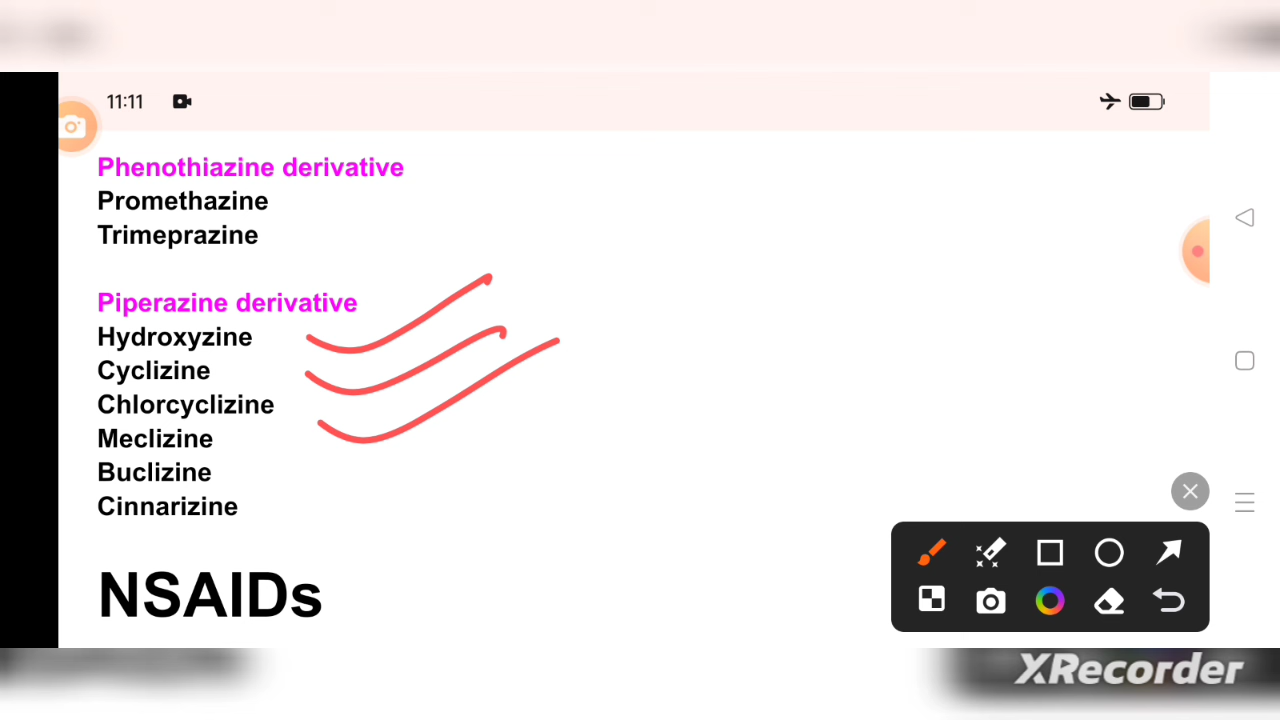 11:11
Phenothiazine derivative
Promethazine
Trimeprazine
Piperazine derivative
Hydroxyzine
Cyclizine
Chlorcyclizine
Meclizine
Buclizine
Cinnarizine
NSAIDs
XRecorder